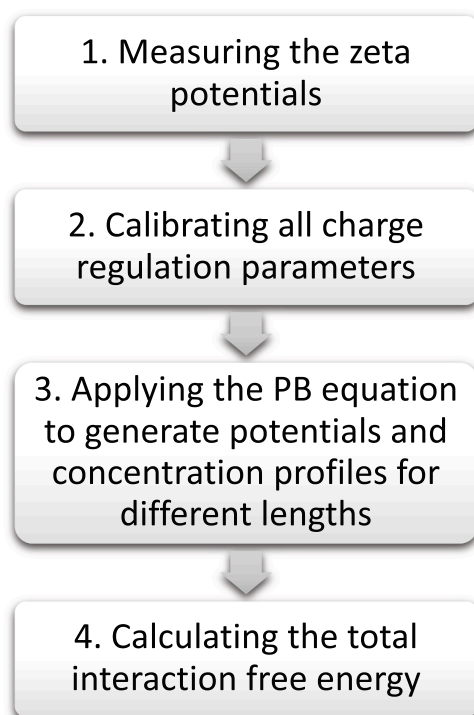 1. Measuring the zeta
potentials
2. Calibrating all charge
regulation parameters
3. Applying the PB equation
to generate potentials and
concentration profiles for
different lengths
4. Calculating the total
interaction free energy